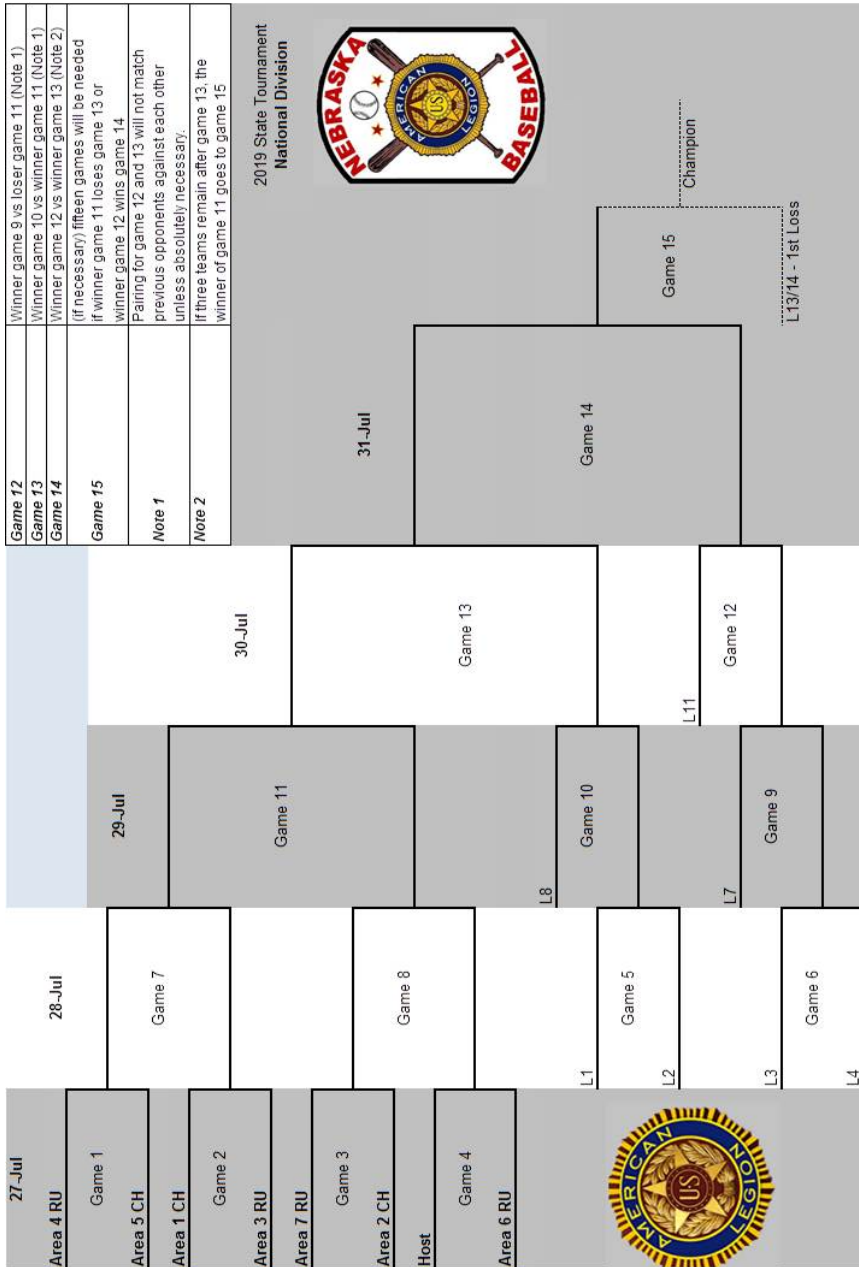 Game 12 Winner game 9 vs loser game 11 (Note 1)
Game 13 Winner game 10 vs winner game 11 (Note 1)
Game 14 Winner game 12 vs winner game 13 (Note 2)
(if necessary) fifteen games will be needed
Game 15 if winner game 11 loses game 13 or
winner game 12 wins game 14
Pairing for game 12 and 13 will not match
Note 1 previous opponents against each other
unless absolutely necessary.
Note 2 If three teams remain after game 13, the
winner of game 11 goes to game 15
2019 State Tournament
National Division
NEBRASKA
AMERICAN
US
LEGION
BASEBALL
27-Jul
28-Jul
29-Jul
30-Jul
31-Jul
Area 4 RU
Game 1
Area 5 CH
Area 1 CH
Game 2
Area 3 RU
Area 7 RU
Game 3
Area 2 CH
Host
Game 4
Area 6 RU
Game 7
Game 8
L1
Game 5
L2
L3
Game 6
L4
Game 11
L8
Game 10
L7
Game 9
Game 13
L11
Game 12
Game 14
Game 15
Champion
L13/14 - 1st Loss
AMERICAN
US
LEGION